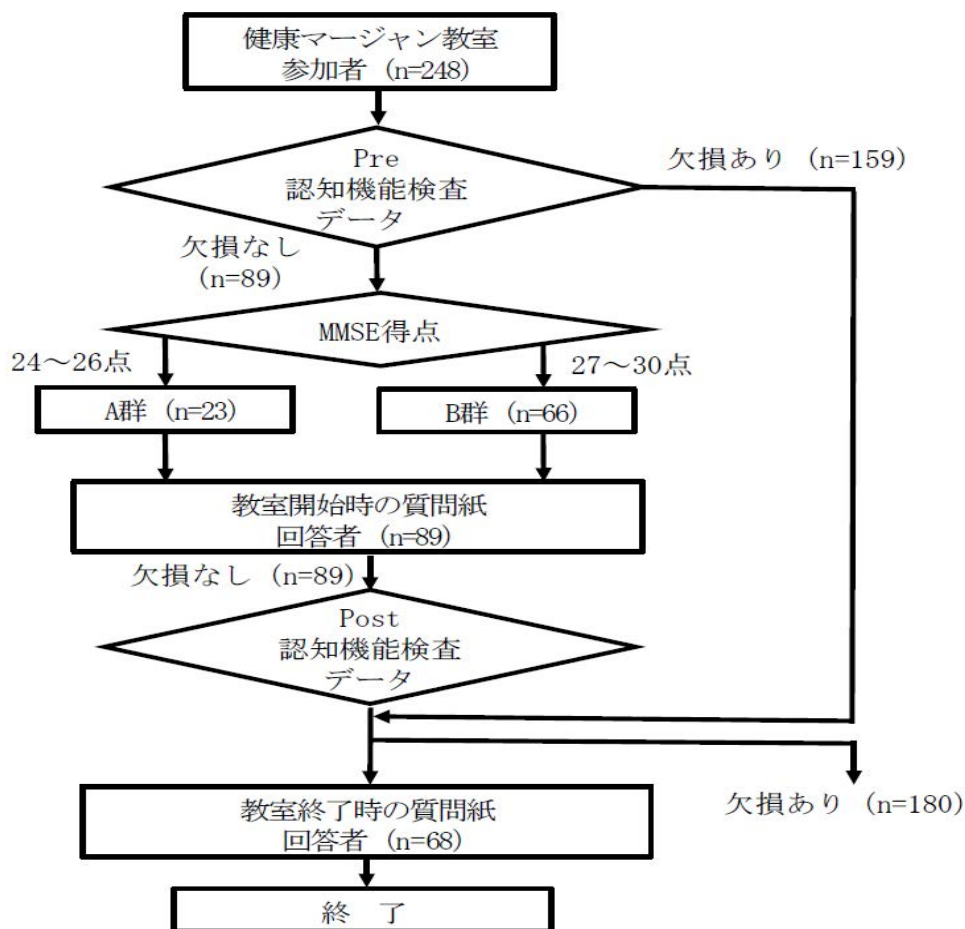 健康マージャン教室
参加者 (n=248)
Pre
認知機能検査
データ
欠損あり (n=159)
欠損なし
(n=89)
MMSE得点
24～26点
27～30点
A群 (n=23)
B群 (n=66)
教室開始時の質問紙
回答者 (n=89)
欠損なし (n=89)
Post
認知機能検査
データ
欠損あり (n=180)
教室終了時の質問紙
回答者 (n=68)
終 了